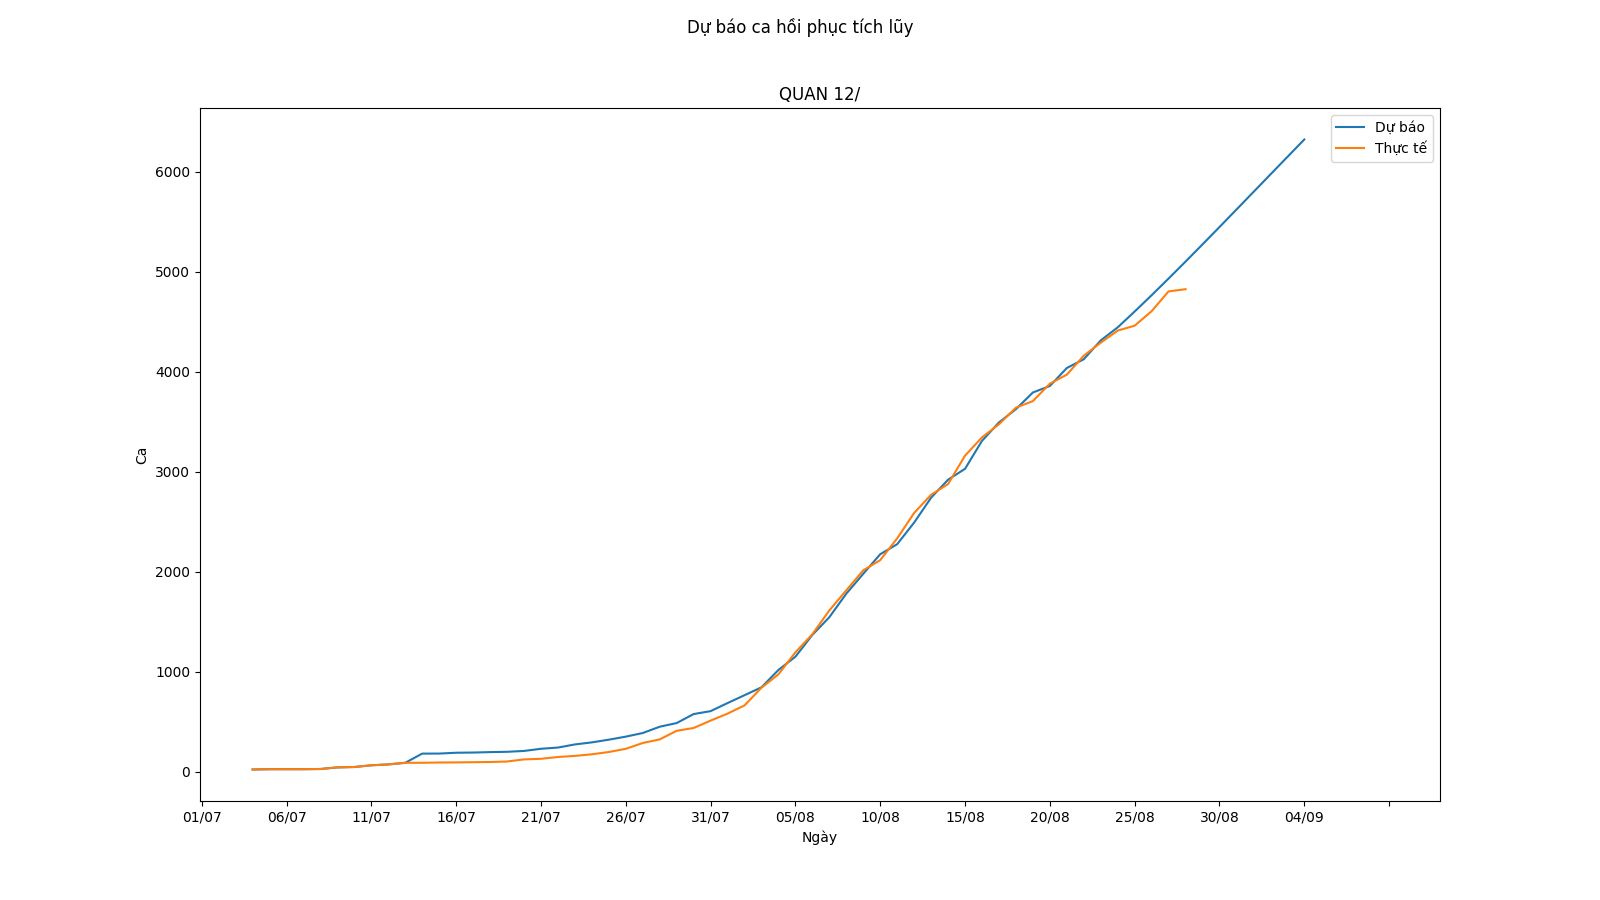 Dự báo ca hồi phục tích lũy
QUAN 12/
Dự báo
Thực tế
6000
5000
4000
3000
2000
1000
0
Ca
01/07 06/07 11/07 16/07 21/07 26/07 31/07 05/08 10/08 15/08 20/08 25/08 30/08 04/09
Ngày